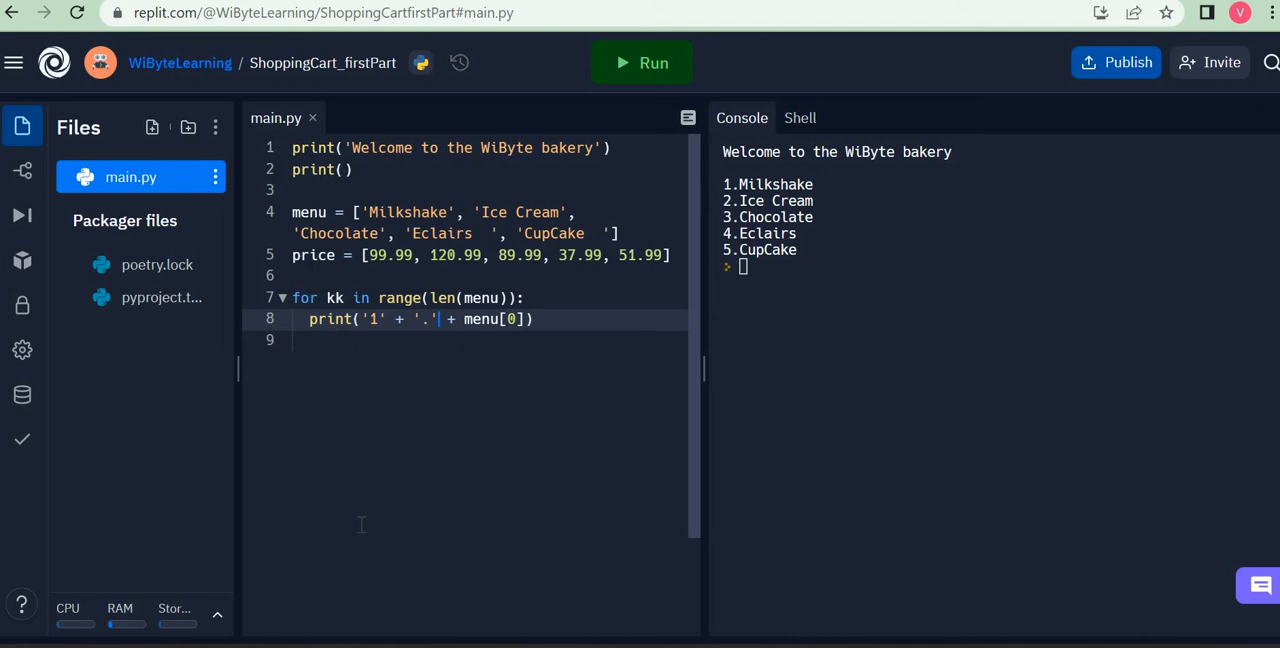 replit.com/@WiByteLearning/ShoppingCartfirstPart#main.py
V
WiByteLearning / ShoppingCart_firstPart
Run
Publish
Invite
Files
main.py
Packager files
poetry.lock
pyproject.t...
CPU RAM Stor...
?
main.py ×
1 print('Welcome to the WiByte bakery')
2 print()
3
4 menu = ['Milkshake', 'Ice Cream',
'Chocolate', 'Eclairs  ', 'CupCake  ']
5 price = [99.99, 120.99, 89.99, 37.99, 51.99]
6
7 for kk in range(len(menu)):
8 print('1' + '.' + menu[0])
9
Console Shell
Welcome to the WiByte bakery
1.Milkshake
2.Ice Cream
3.Chocolate
4.Eclairs
5.CupCake